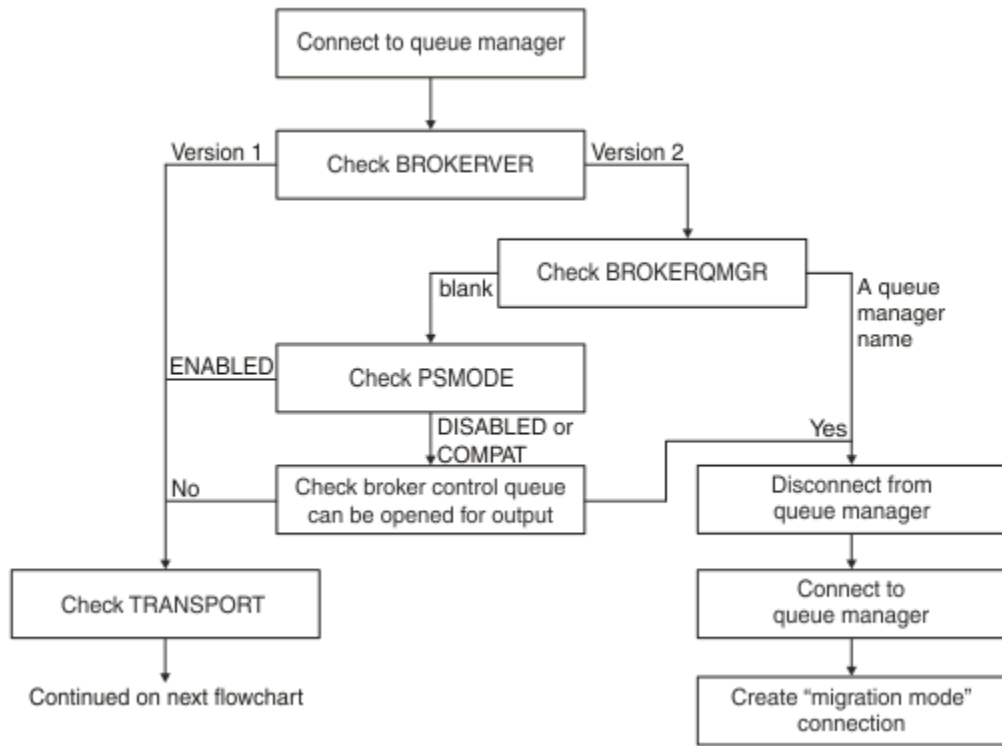 Connect to queue manager
Version 1
Check BROKERVER
Version 2
Check BROKERQMGR
blank
A queue
manager
name
ENABLED
Check PSMODE
DISABLED or
COMPAT
Yes
No
Check broker control queue
can be opened for output
Disconnect from
queue manager
Check TRANSPORT
Connect to
queue manager
Continued on next flowchart
Create “migration mode”
connection